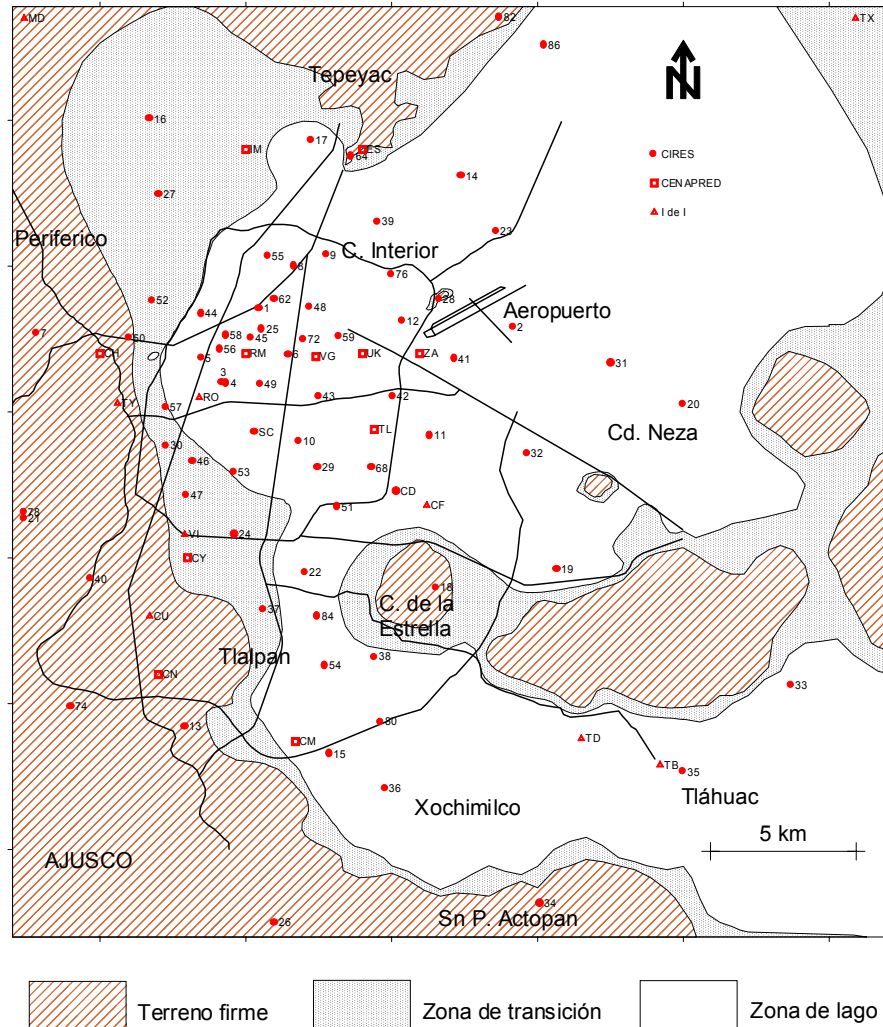 MD
82
TX
86
Tepeyac
N
16
17
IM
ES
64
CIRES
14
CENAPRED
27
I de I
39
23
Periferico
C. Interior
55
9
8
76
52
62
28
Aeropuerto
44
1
48
12
2
7
50
58
25
45
72
59
56
CH
5
RM
6
VG
UK
ZA
41
31
3
4
49
TY
RO
43
42
20
57
SC
TL
11
Cd. Neza
30
10
46
53
29
68
32
47
CD
78
21
51
CF
VI
24
CY
22
19
40
18
C. de la
Estrella
CU
37
84
Tlalpan
54
38
CN
33
74
13
80
CM
TD
15
TB
35
36
Xochimilco
Tláhuac
5 km
AJUSCO
34
26
Sn P. Actopan
Terreno firme
Zona de transición
Zona de lago